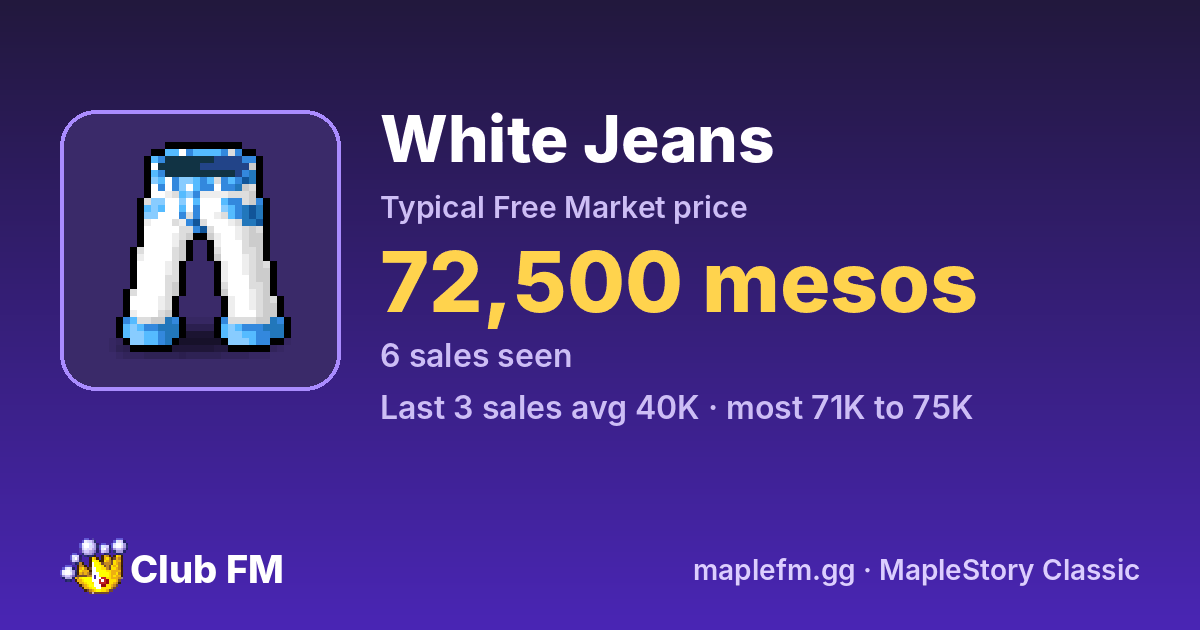 White Jeans
Typical Free Market price
72,500 mesos
6 sales seen
Last 3 sales avg 40K · most 71K to 75K
Club FM
maplefm.gg · MapleStory Classic